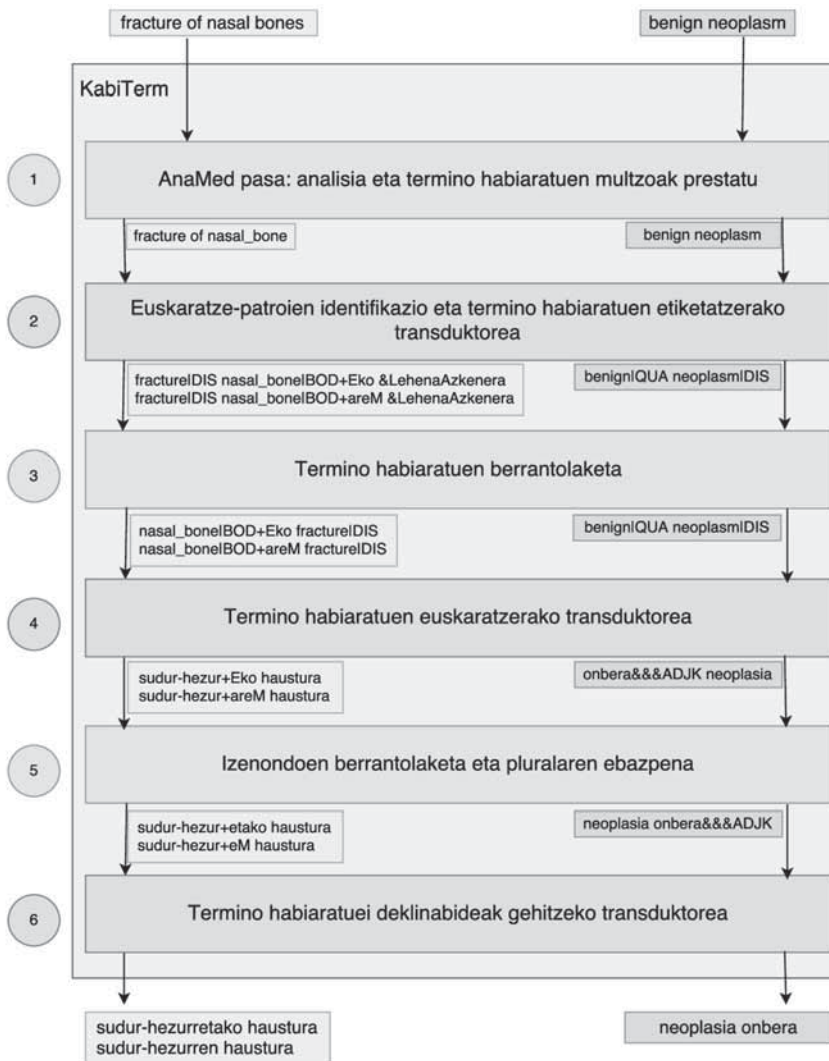 fracture of nasal bones
benign neoplasm
KabiTerm
1
AnaMed pasa: analisia eta termino habiaratuen multzoak prestatu
fracture of nasal_bone
benign neoplasm
2
Euskaratze-patroien identifikazio eta termino habiaratuen etiketatzerako
transduktorea
fracture|DIS nasal_bone|BOD+Eko &LehenaAzkenera
fracture|DIS nasal_bone|BOD+areM &LehenaAzkenera
benign|QUA neoplasm|DIS
3
Termino habiaratuen berrantolaketa
nasal_bone|BOD+Eko fracture|DIS
nasal_bone|BOD+areM fracture|DIS
benign|QUA neoplasm|DIS
4
Termino habiaratuen euskaratzerako transduktorea
sudur-hezur+Eko haustura
sudur-hezur+areM haustura
onbera&&&ADJK neoplasia
5
Izenondoen berrantolaketa eta pluralaren ebazpena
sudur-hezur+etako haustura
sudur-hezur+eM haustura
neoplasia onbera&&&ADJK
6
Termino habiaratuei deklinabideak gehitzeko transduktorea
sudur-hezurretako haustura
sudur-hezurren haustura
neoplasia onbera